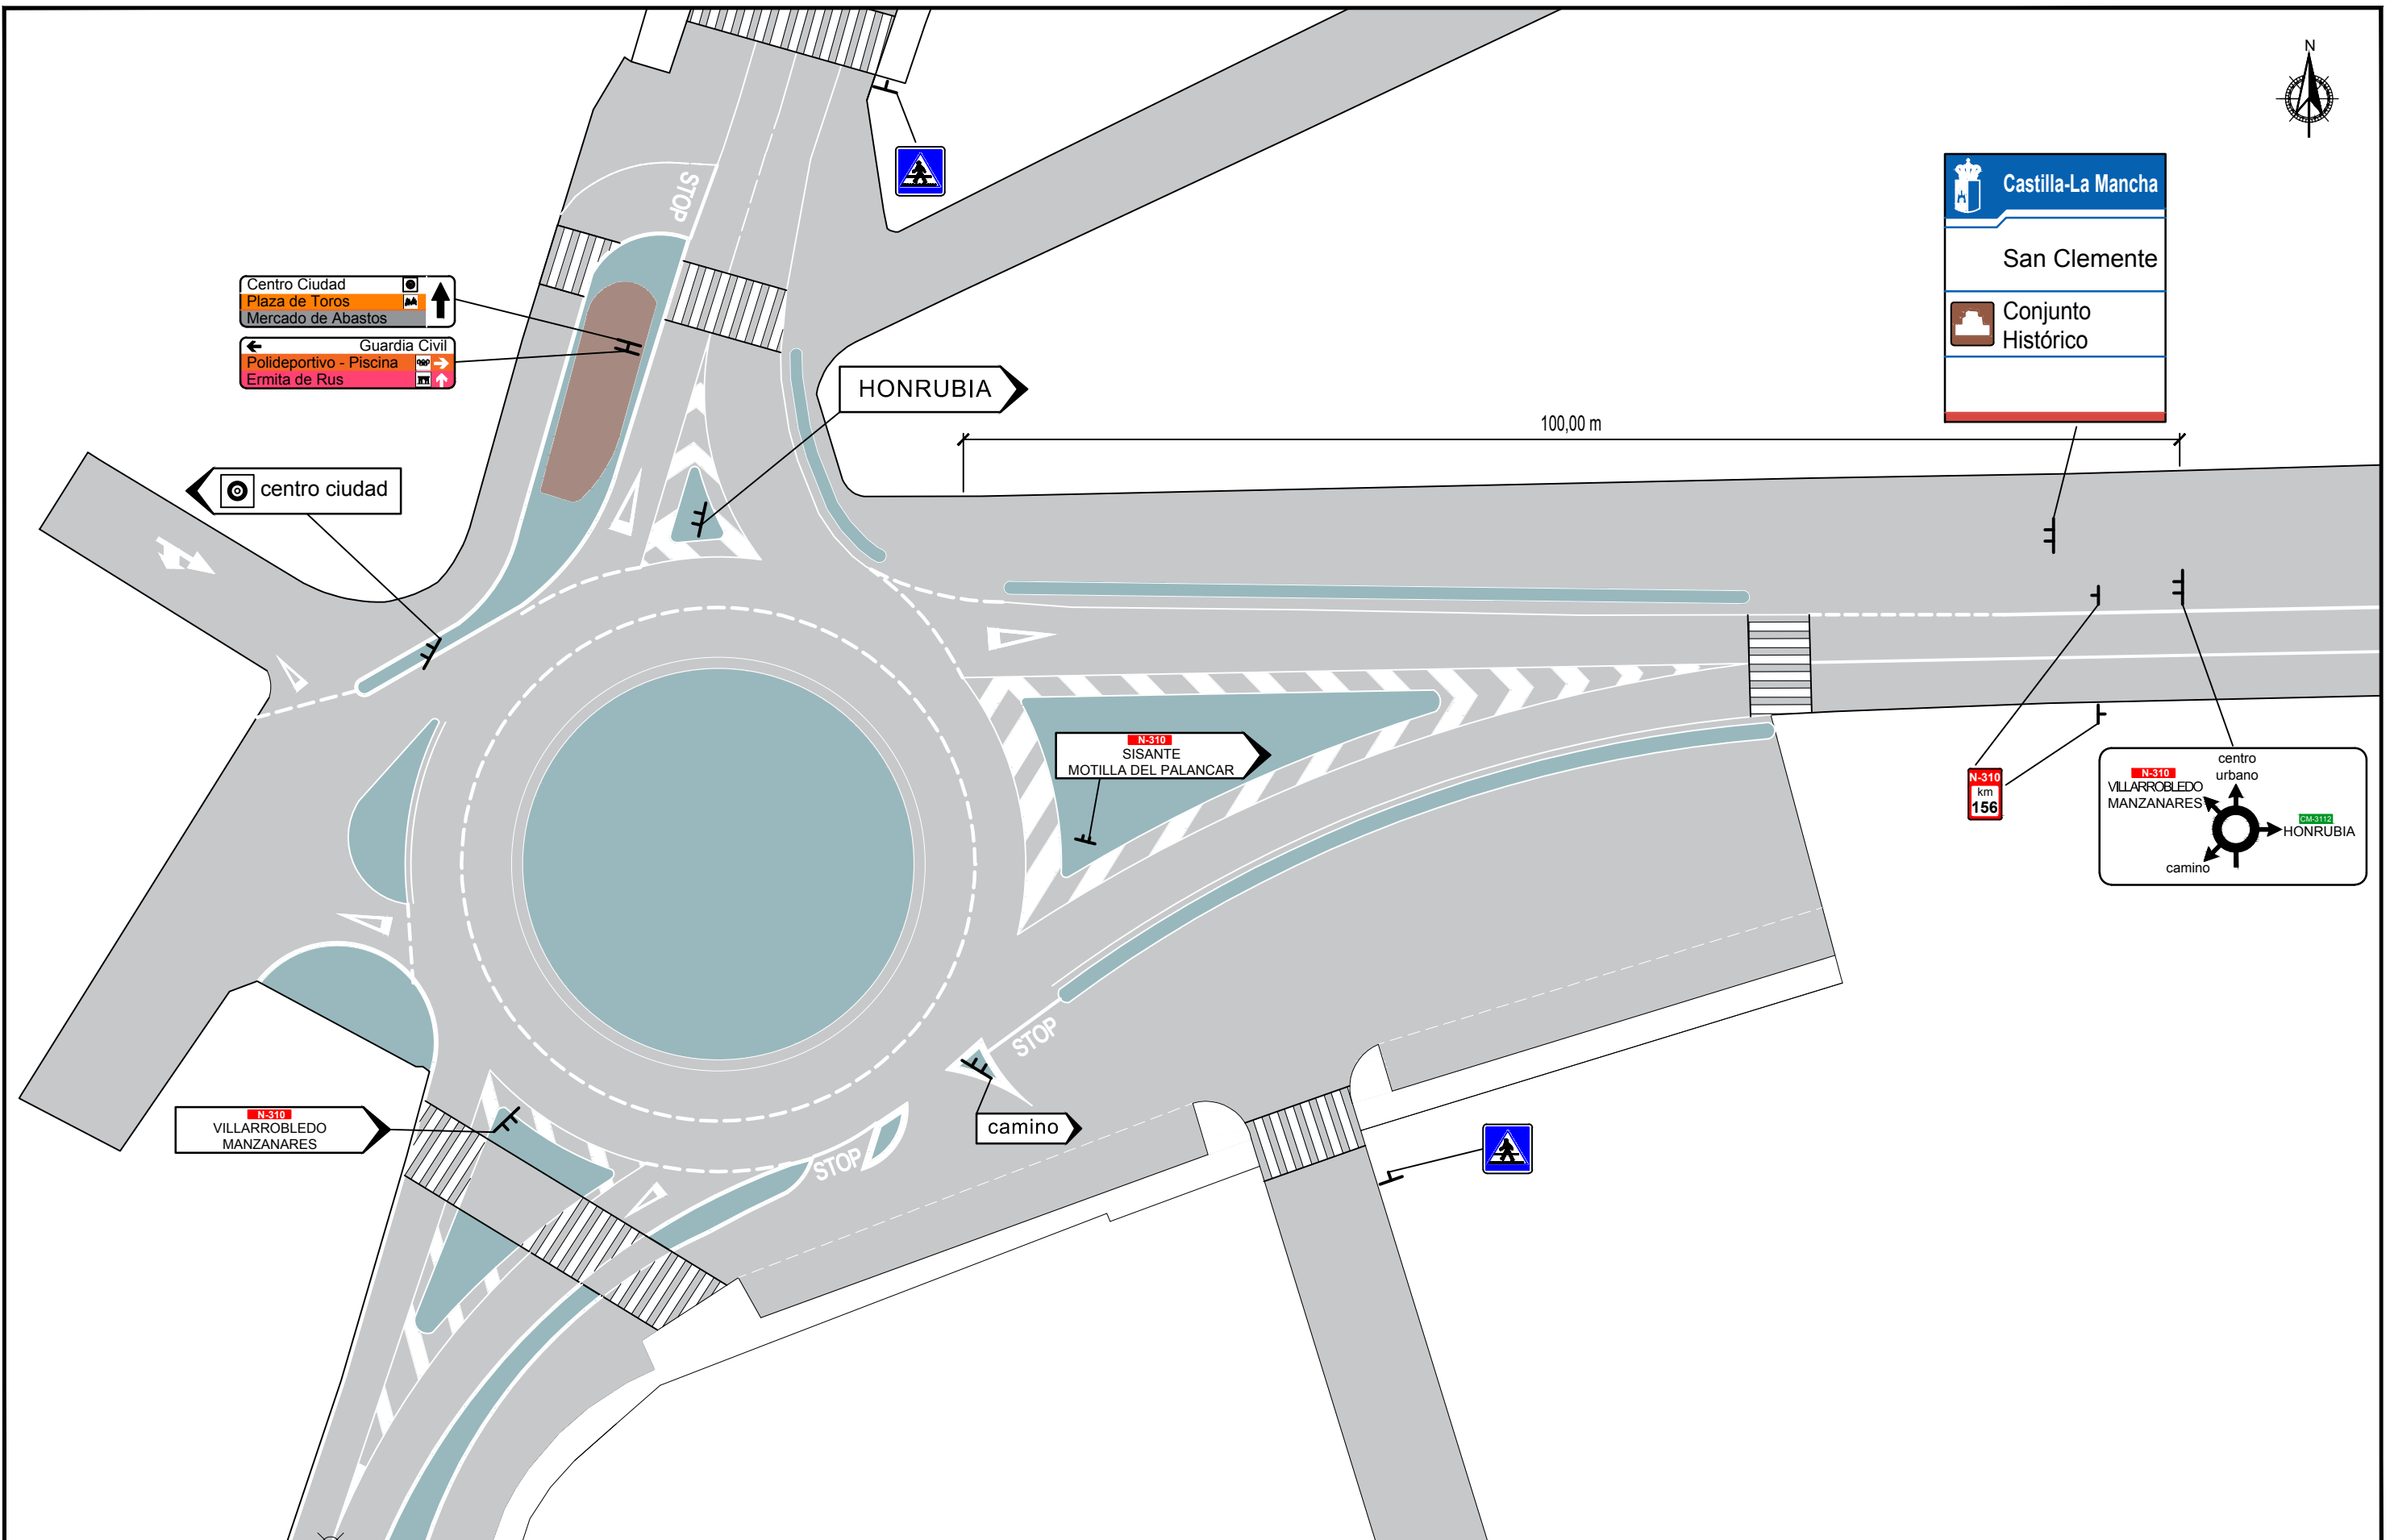 N
STOP
Castilla-La Mancha
San Clemente
Conjunto
Histórico
Centro Ciudad
Plaza de Toros
Mercado de Abastos
Guardia Civil
Polideportivo - Piscina
Ermita de Rus
HONRUBIA
100,00 m
centro ciudad
N-310
SISANTE
MOTILLA DEL PALANCAR
N-310
km
156
centro
urbano
N-310
VILLARROBLEDO
MANZANARES
CM-3112
HONRUBIA
camino
STOP
N-310
VILLARROBLEDO
MANZANARES
camino
STOP